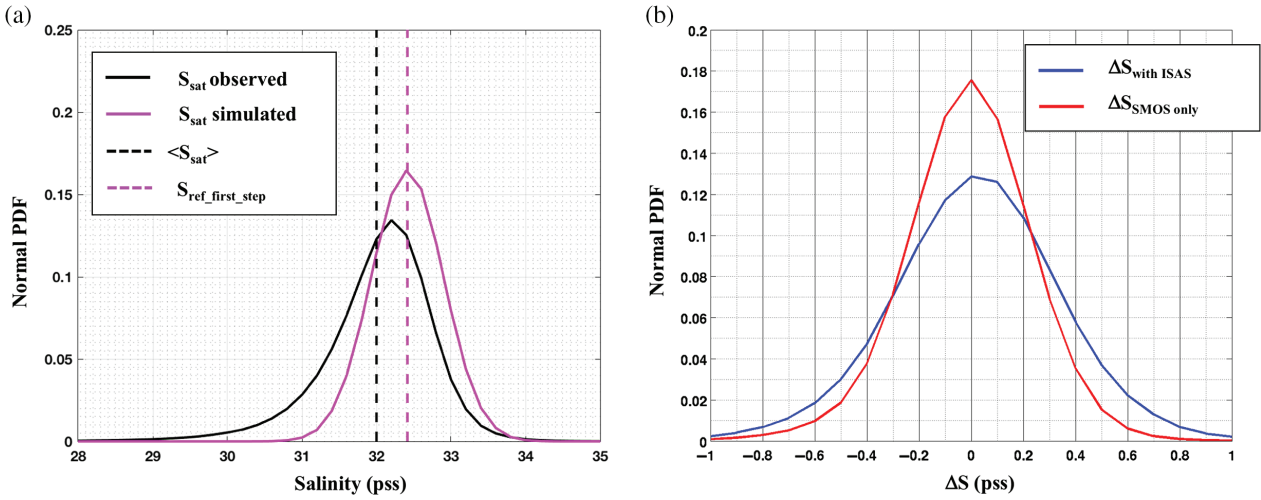 (a)
0.25
0.2
0.15
0.1
0.05
0
Normal PDF
S_sat observed
S_sat simulated
<S_sat>
S_ref_first_step
28 29 30 31 32 33 34 35
Salinity (pss)
(b)
0.2
0.18
0.16
0.14
0.12
0.1
0.08
0.06
0.04
0.02
0
Normal PDF
ΔS_with ISAS
ΔS_SMOS only
−1 −0.8 −0.6 −0.4 −0.2 0 0.2 0.4 0.6 0.8 1
ΔS (pss)